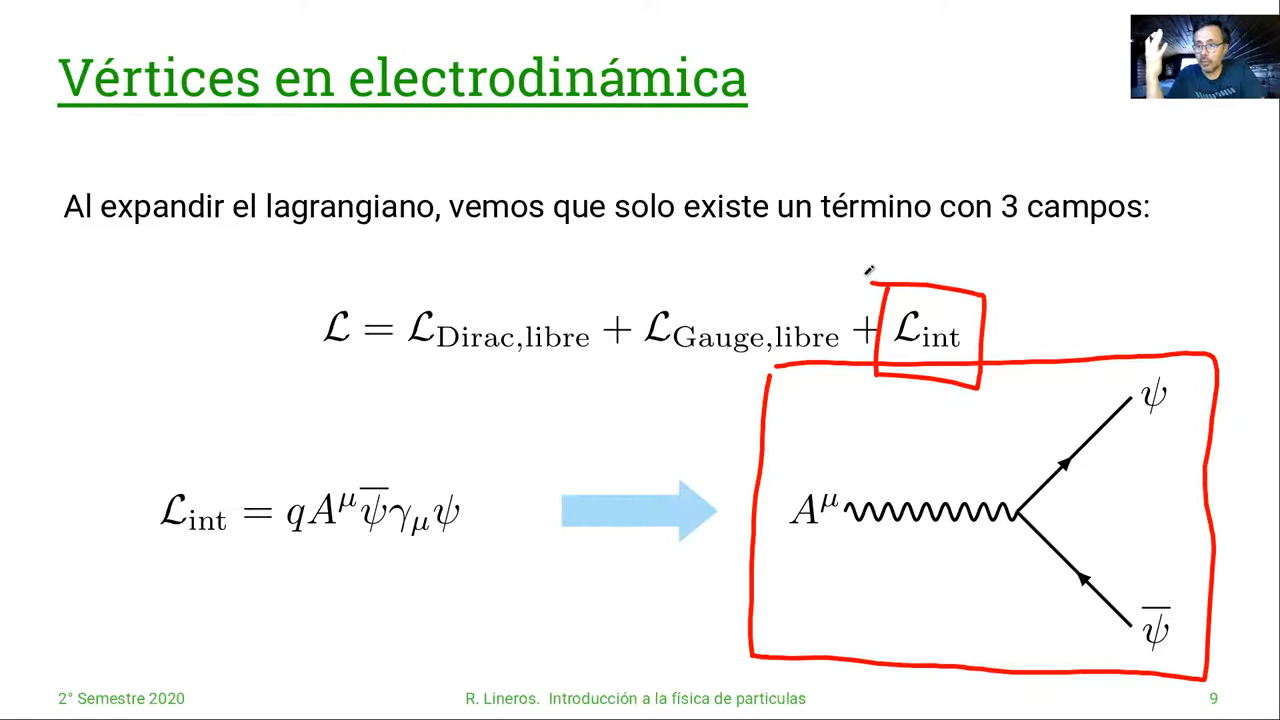 Vértices en electrodinámica
Al expandir el lagrangiano, vemos que solo existe un término con 3 campos:
ℒ = ℒ_Dirac,libre + ℒ_Gauge,libre + ℒ_int
ψ
ℒ_int = qA^μ ψ̅γ_μψ
A^μ
ψ̅
2° Semestre 2020
R. Lineros. Introducción a la física de particulas
9